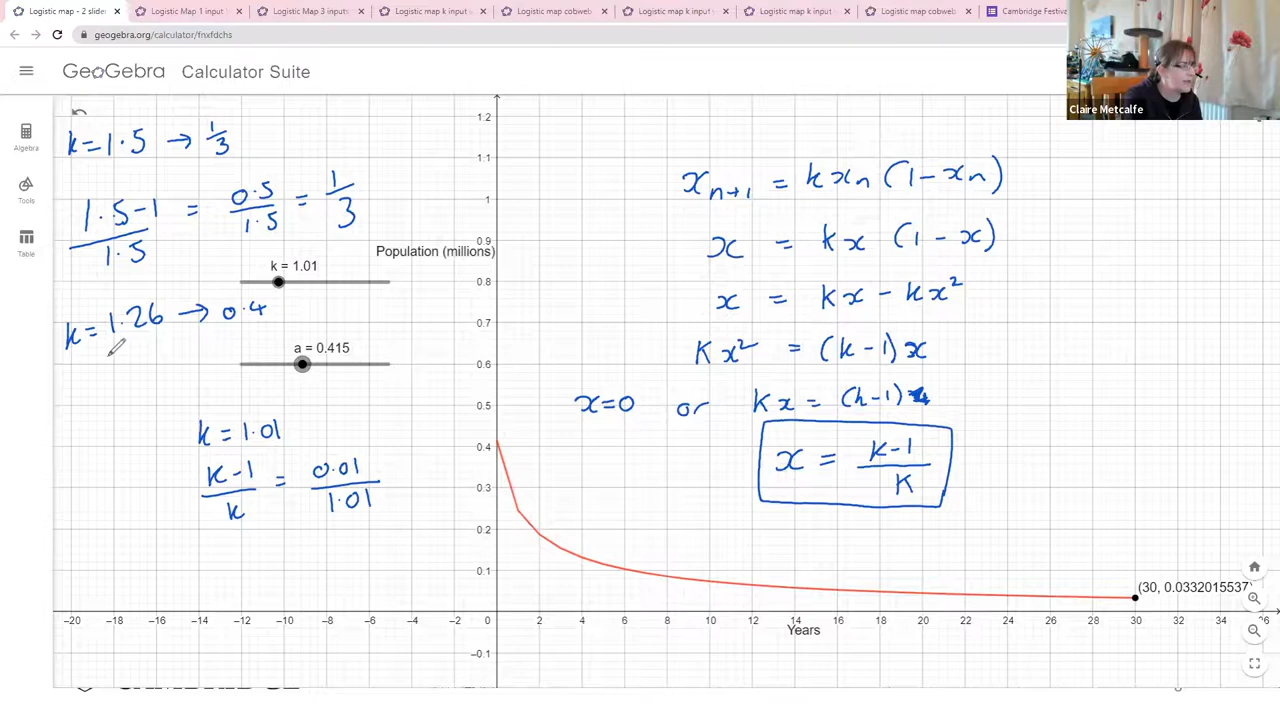 Logistic map - 2 slider
Logistic Map 1 input
Logistic Map 3 inputs
Logistic map k input v
Logistic map cobweb
Logistic map k input v
Logistic map k input
Logistic map cobweb
Cambridge Festiva
geogebra.org/calculator/fnxfdchs
GeoGebra Calculator Suite
Claire Metcalfe
Algebra
Tools
Table
k = 1.5 → 1/3
(1.5-1)/1.5 = 0.5/1.5 = 1/3
k = 1.01
k = 1.26 → 0.4
a = 0.415
k = 1.01
(k-1)/k = 0.01/1.01
Population (millions)
x_{n+1} = kx_n (1-x_n)
x = kx (1-x)
x = kx - kx²
Kx² = (k-1)x
x=0 or Kx = (k-1)
x = (k-1)/k
1.2
1.1
1
0.9
0.8
0.7
0.6
0.5
0.4
0.3
0.2
0.1
-0.1
(30, 0.0332015537)
−20 −18 −16 −14 −12 −10 −8 −6 −4 −2 0 2 4 6 8 10 12 14 16 18 20 22 24 26 28 30 32 34 36
Years
CAMBRIDGE